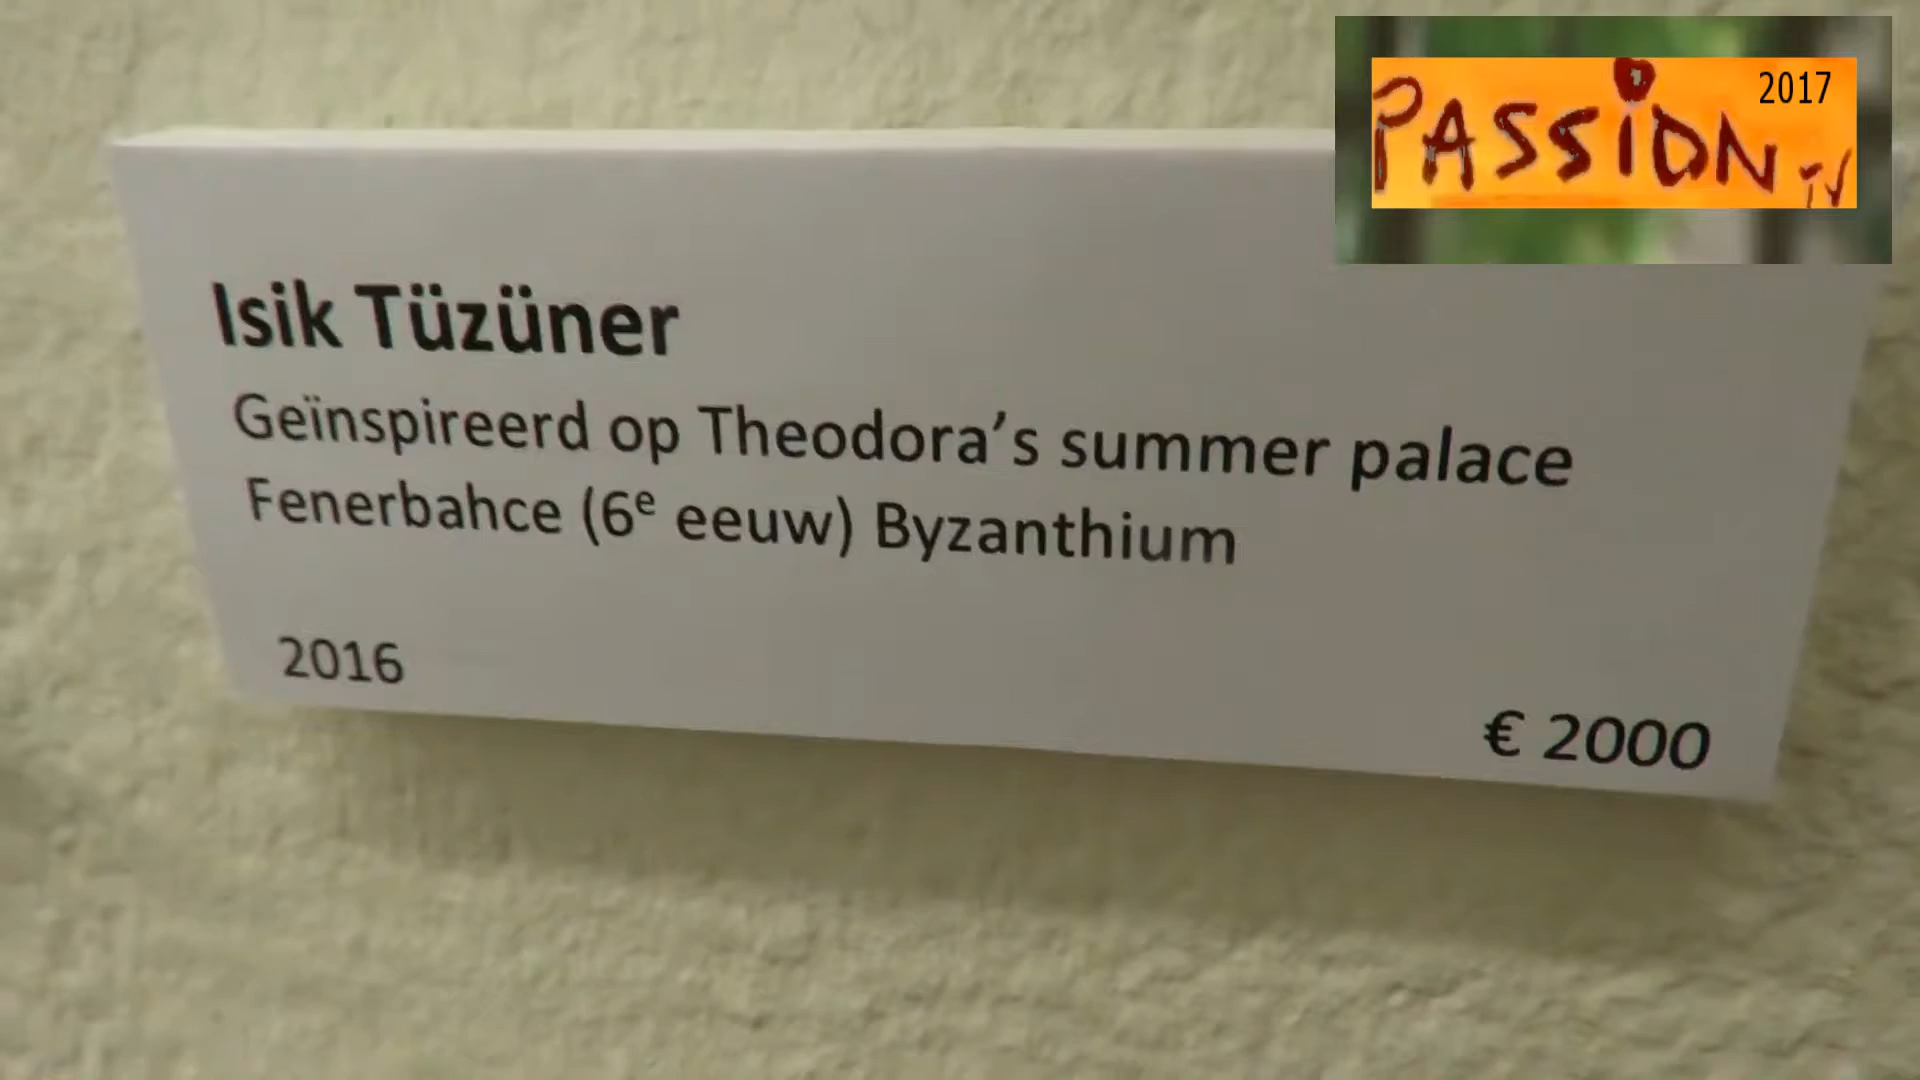 2017
PASSION TV
Isik Tüzüner
Geïnspireerd op Theodora’s summer palace
Fenerbahce (6e eeuw) Byzanthium
2016
€ 2000